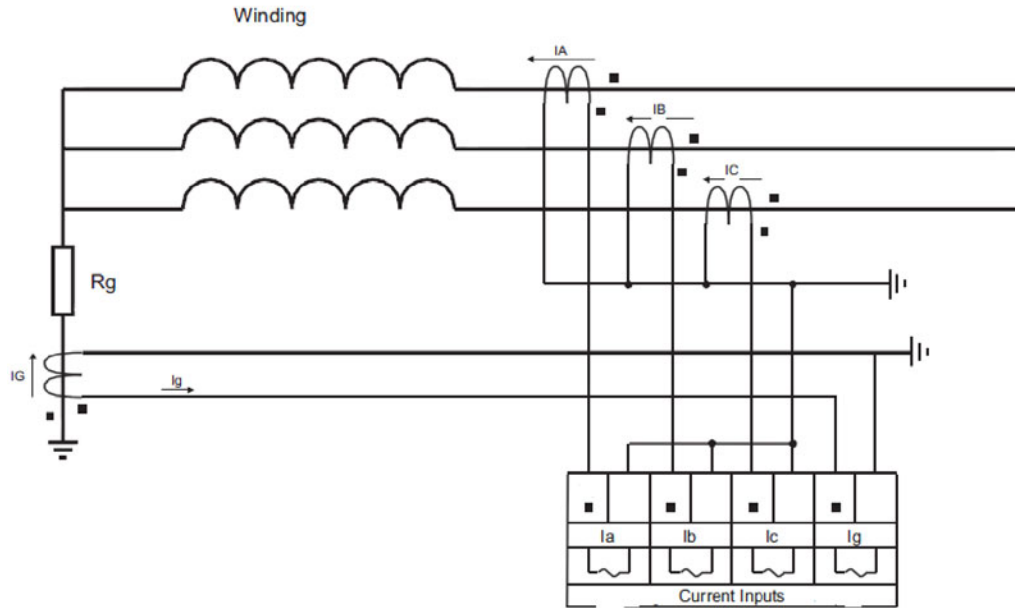 Winding
IA
IB
IC
Rg
IG
Ig
Ia Ib Ic Ig
Current Inputs